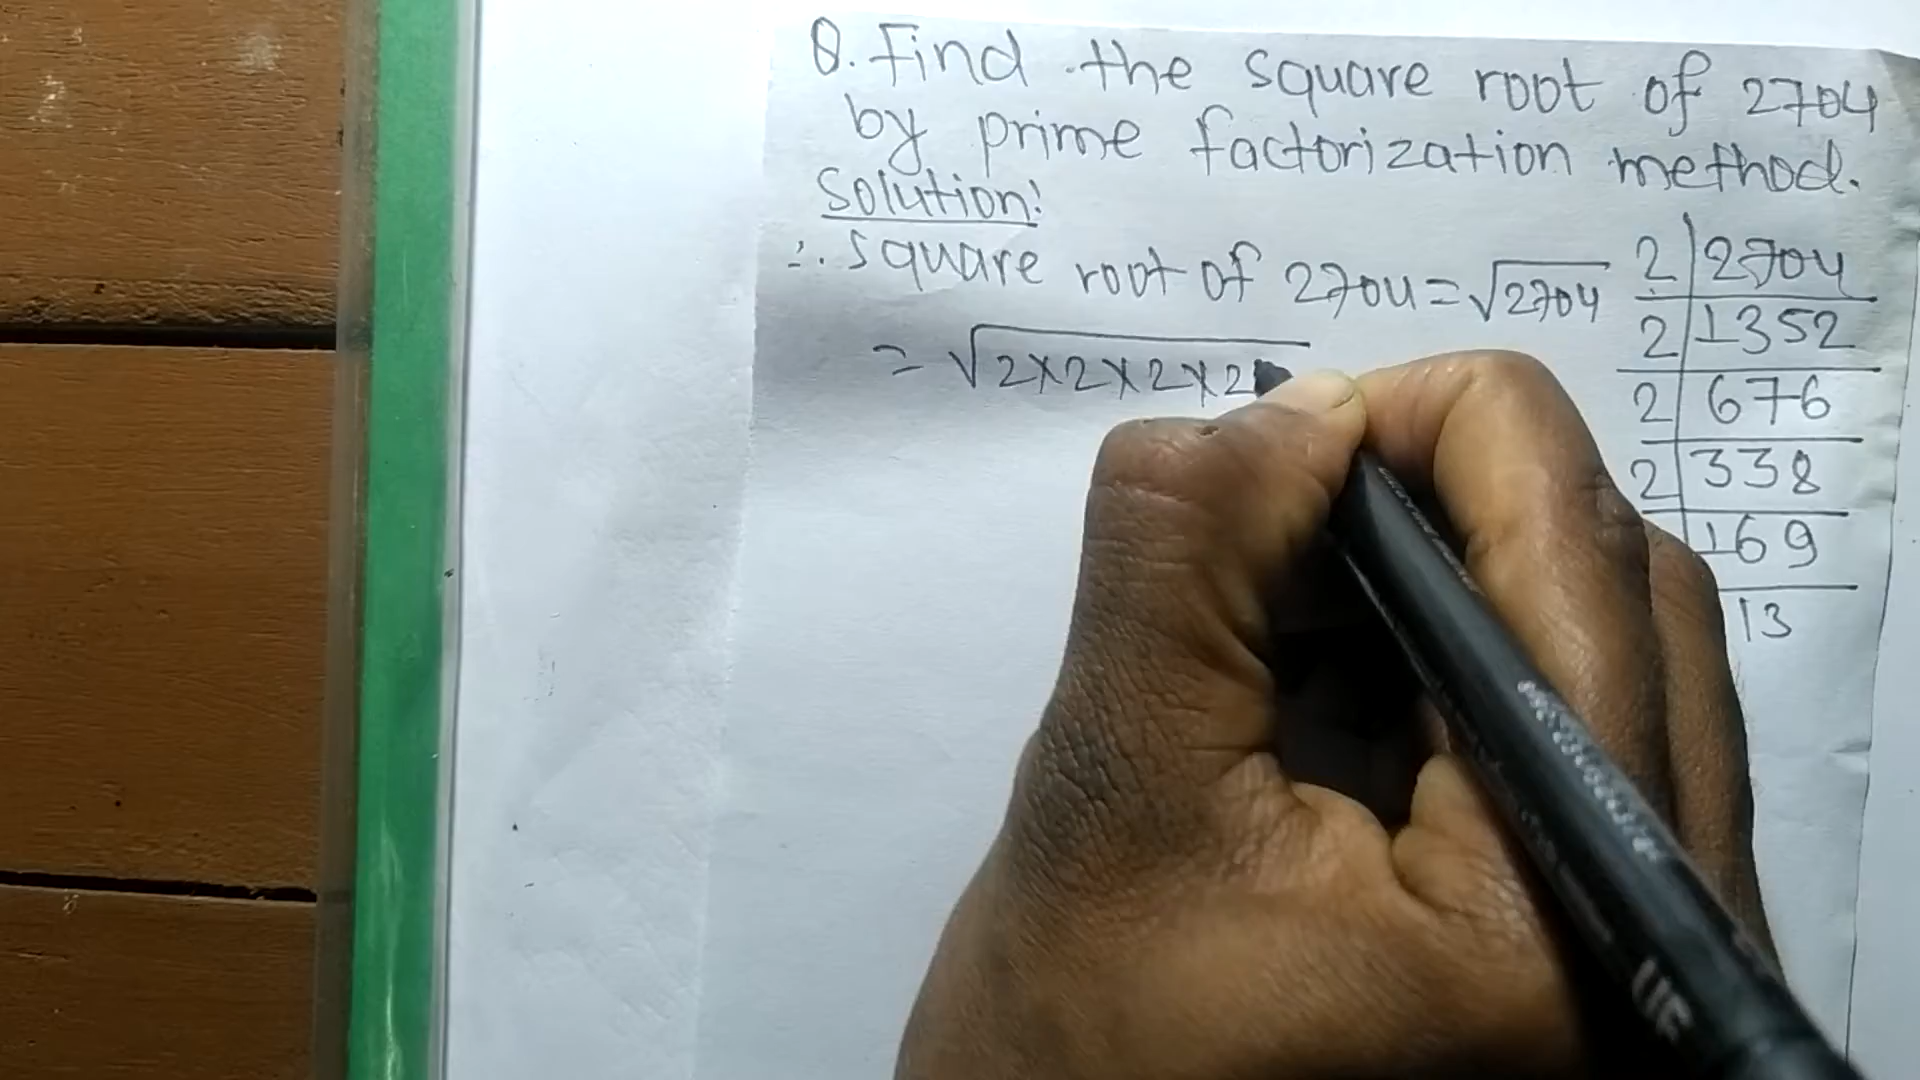 Q. Find the square root of 2704
by prime factorization method.
Solution:
∴ Square root of 2704 = √2704
= √2×2×2×2
2 | 2704
2 | 1352
2 | 676
2 | 338
169
13